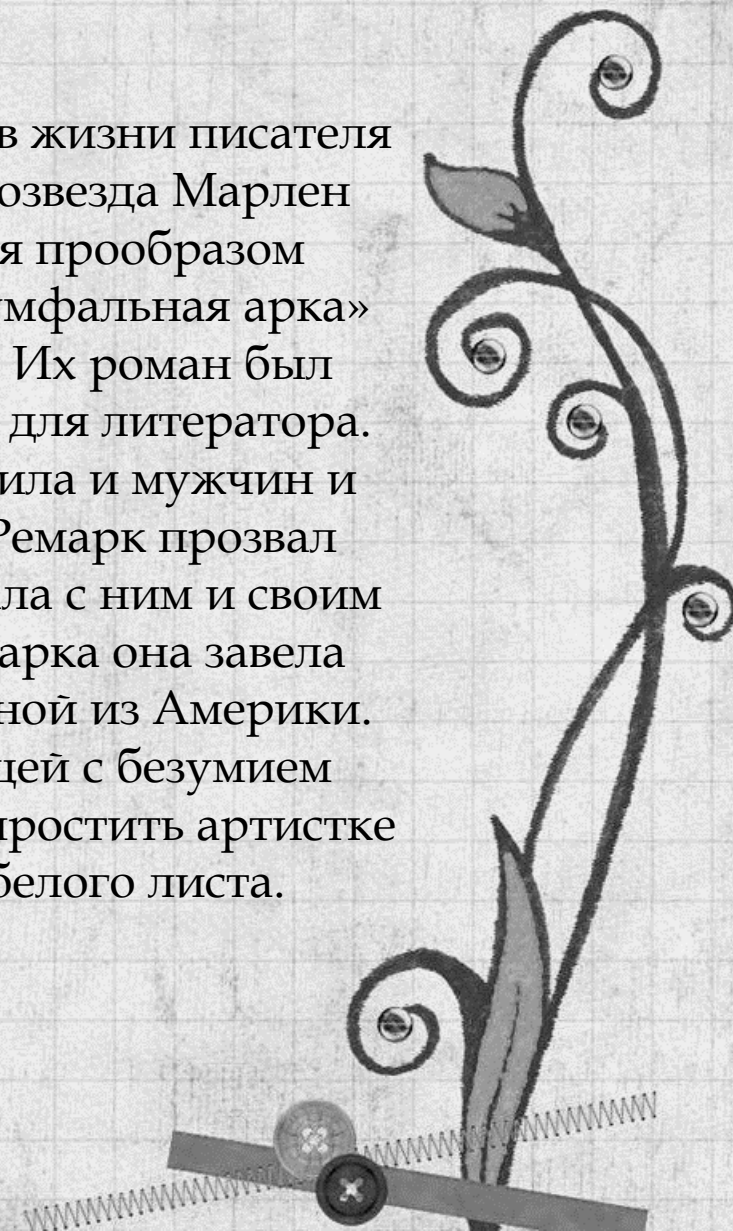 в жизни писателя
озвезда Марлен
я прообразом
умфальная арка»
Их роман был
для литератора.
ила и мужчин и
Ремарк прозвал
ла с ним и своим
арка она завела
ной из Америки.
цей с безумием
простить артистке
белого листа.